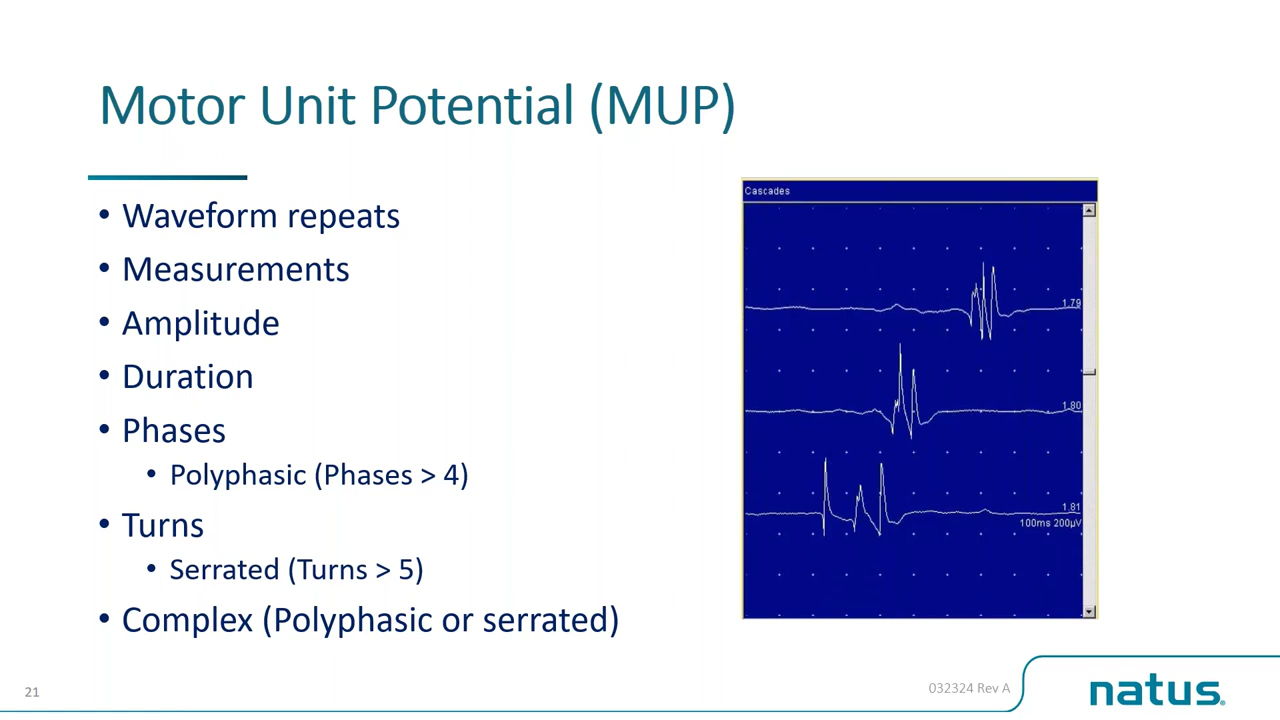 Motor Unit Potential (MUP)
• Waveform repeats
• Measurements
• Amplitude
• Duration
• Phases
• Polyphasic (Phases > 4)
• Turns
• Serrated (Turns > 5)
• Complex (Polyphasic or serrated)
Cascades
1.79
1.80
1.81
100ms 200µV
21
032324 Rev A
natus.